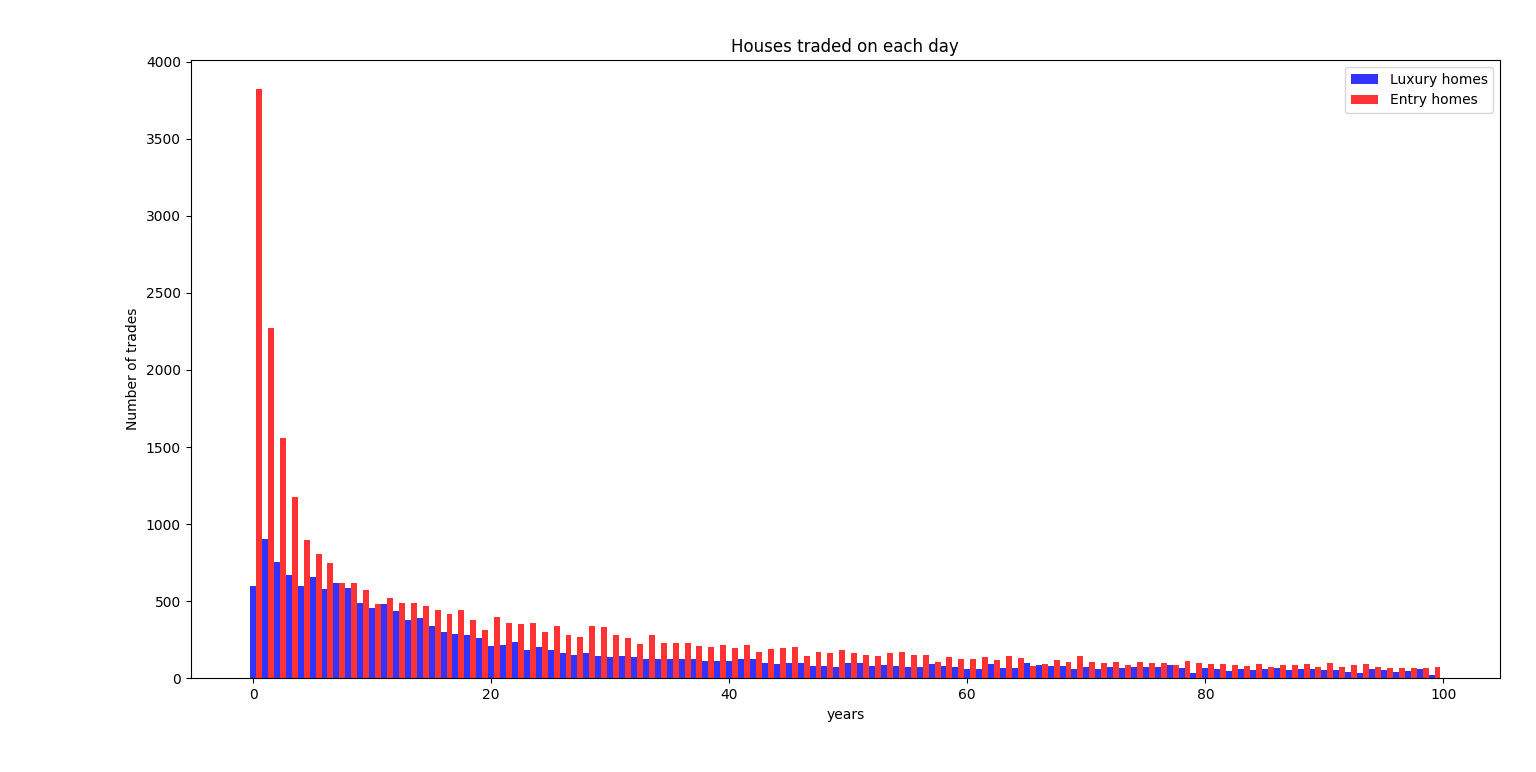 Houses traded on each day
Luxury homes
Entry homes
Number of trades
4000
3500
3000
2500
2000
1500
1000
500
0
0 20 40 60 80 100
years